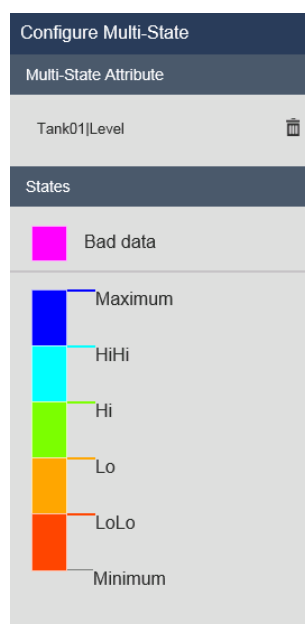 Configure Multi-State
Multi-State Attribute
Tank01|Level
States
Bad data
Maximum
HiHi
Hi
Lo
LoLo
Minimum